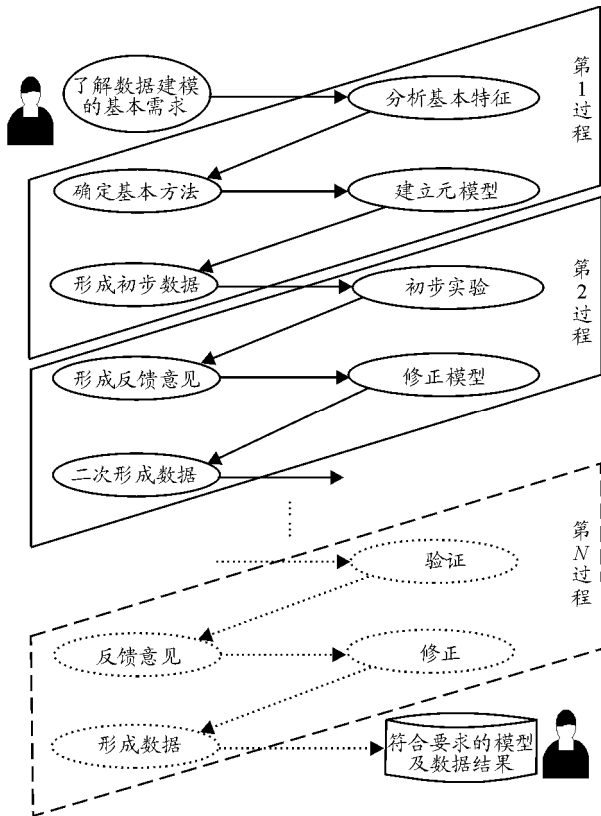 了解数据建模
的基本需求
分析基本特征
第1过程
确定基本方法
建立元模型
形成初步数据
初步实验
第2过程
形成反馈意见
修正模型
二次形成数据
验证
第N过程
反馈意见
修正
形成数据
符合要求的模型
及数据结果